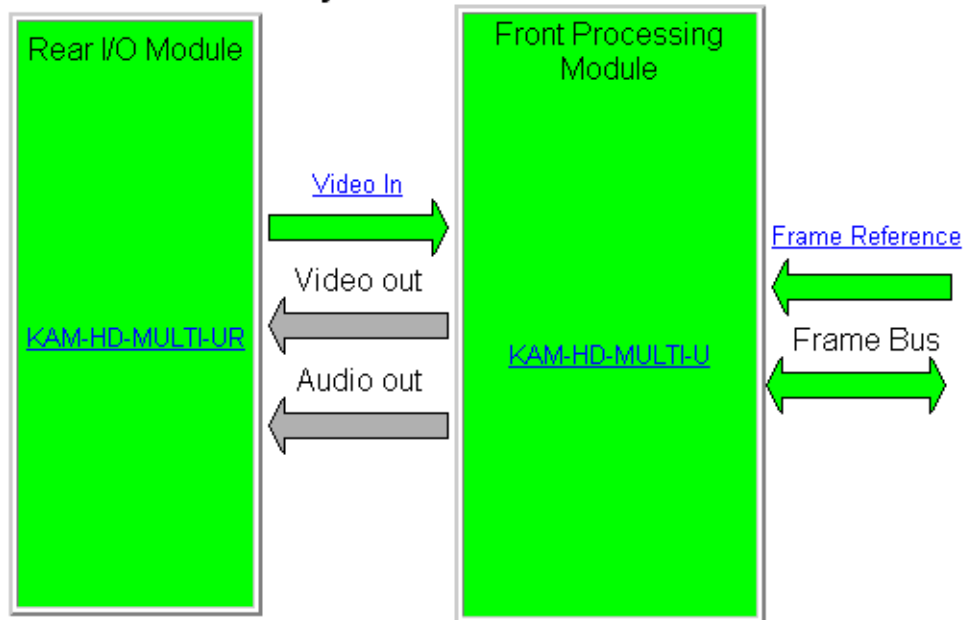 Rear I/O Module
Front Processing
Module
Video In
Frame Reference
Video out
KAM-HD-MULTI-UR
KAM-HD-MULTI-U
Frame Bus
Audio out